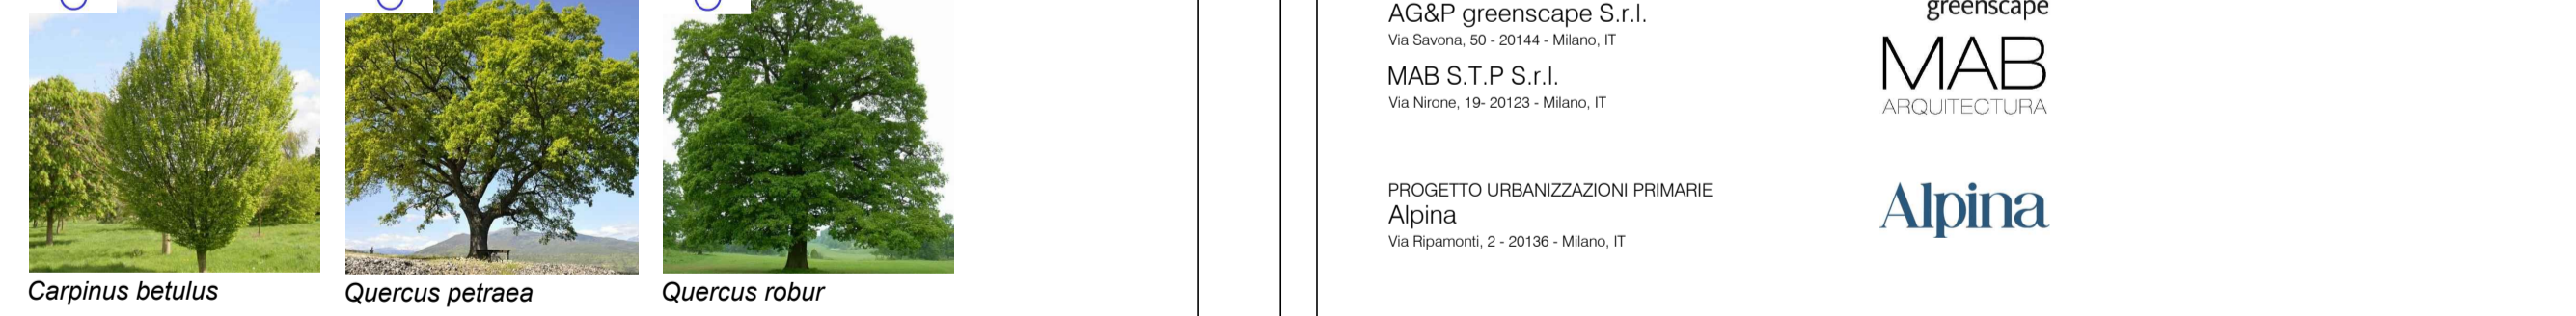 Carpinus betulus
Quercus petraea
Quercus robur
AG&P greenscape S.r.l.
Via Savona, 50 - 20144 - Milano, IT
MAB S.T.P S.r.l.
Via Nirone, 19- 20123 - Milano, IT
PROGETTO URBANIZZAZIONI PRIMARIE
Alpina
Via Ripamonti, 2 - 20136 - Milano, IT
greenscape
MAB
ARQUITECTURA
Alpina